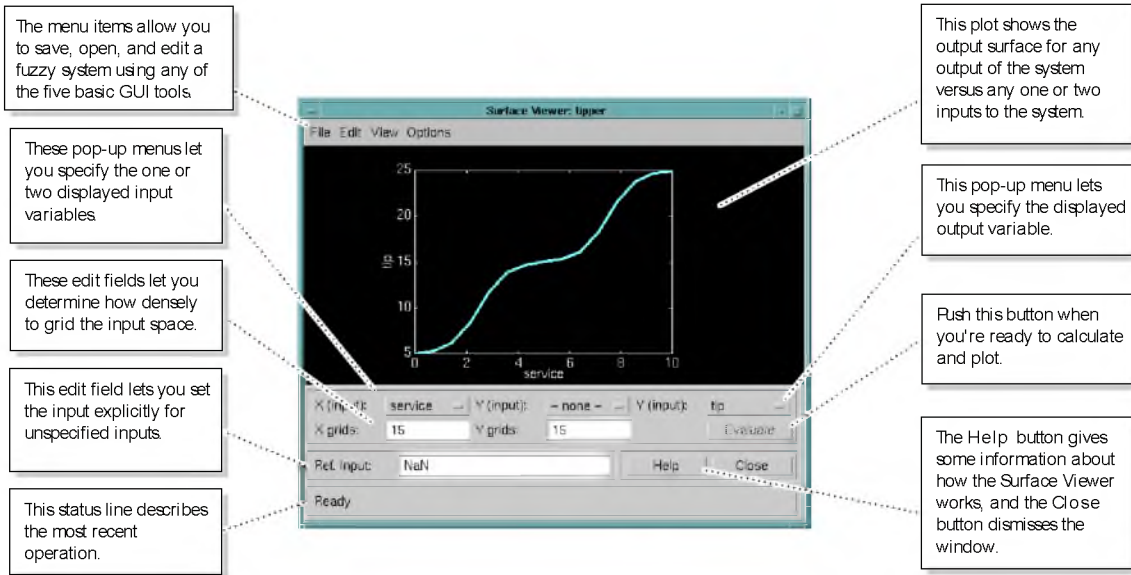 The menu items allow you
to save, open, and edit a
fuzzy system using any of
the five basic GUI tools.
These pop-up menus let
you specify the one or
two displayed input
variables.
These edit fields let you
determine how densely
to grid the input space.
This edit field lets you set
the input explicitly for
unspecified inputs.
This status line describes
the most recent
operation.
Surface Viewer: tipper
File Edit View Options
25
20
15
10
5
tip
0 2 4 6 8 10
service
X (input): service Y (input): - none - Y (input): tip
X grids: 15 Y grids: 15 Evaluate
Ref. Input: NaN Help Close
Ready
This plot shows the
output surface for any
output of the system
versus any one or two
inputs to the system.
This pop-up menu lets
you specify the displayed
output variable.
Push this button when
you're ready to calculate
and plot.
The Help button gives
some information about
how the Surface Viewer
works, and the Close
button dismisses the
window.